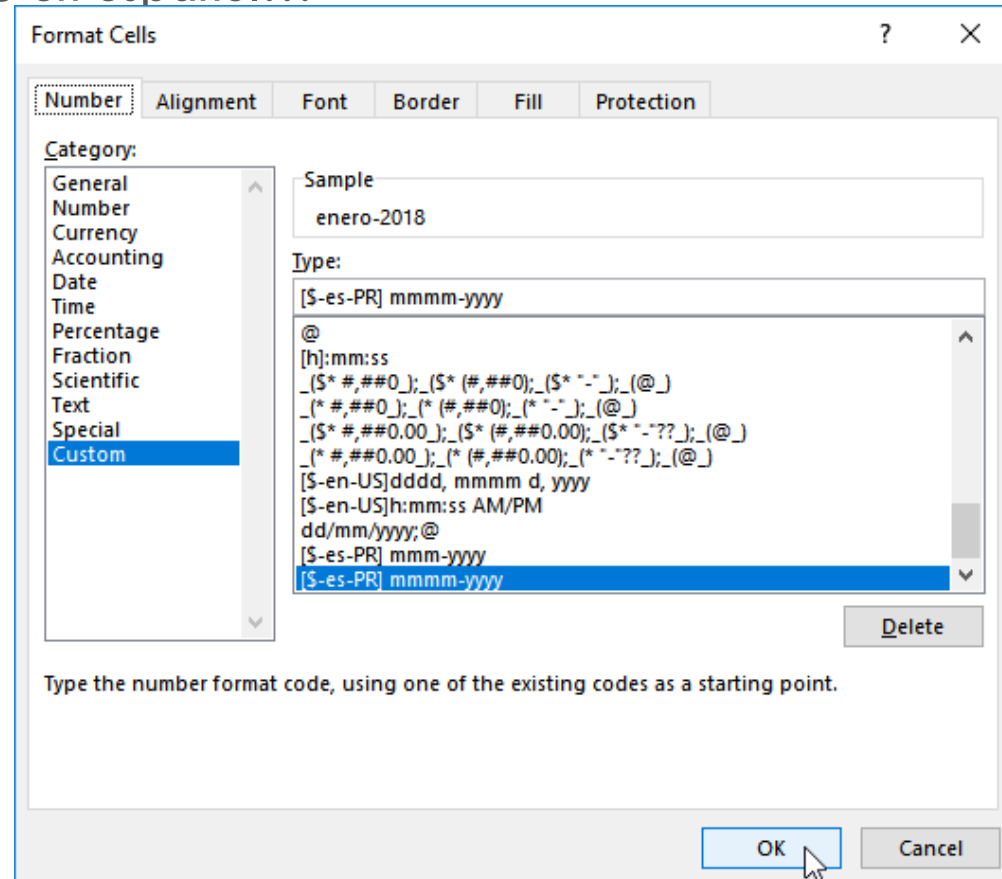 Format Cells ? ×
Number Alignment Font Border Fill Protection
Category:
General
Number
Currency
Accounting
Date
Time
Percentage
Fraction
Scientific
Text
Special
Custom
Sample
enero-2018
Type:
[$-es-PR] mmmm-yyyy
@
[h]:mm:ss
_($* #,##0_);_($* (#,##0);_($* "-"_);_(@_)
_(* #,##0_);_(* (#,##0);_(* "-"_);_(@_)
_($* #,##0.00_);_($* (#,##0.00);_($* "-"??_);_(@_)
_(* #,##0.00_);_(* (#,##0.00);_(* "-"??_);_(@_)
[$-en-US]dddd, mmmm d, yyyy
[$-en-US]h:mm:ss AM/PM
dd/mm/yyyy;@
[$-es-PR] mmm-yyyy
[$-es-PR] mmmm-yyyy
Delete
Type the number format code, using one of the existing codes as a starting point.
OK Cancel